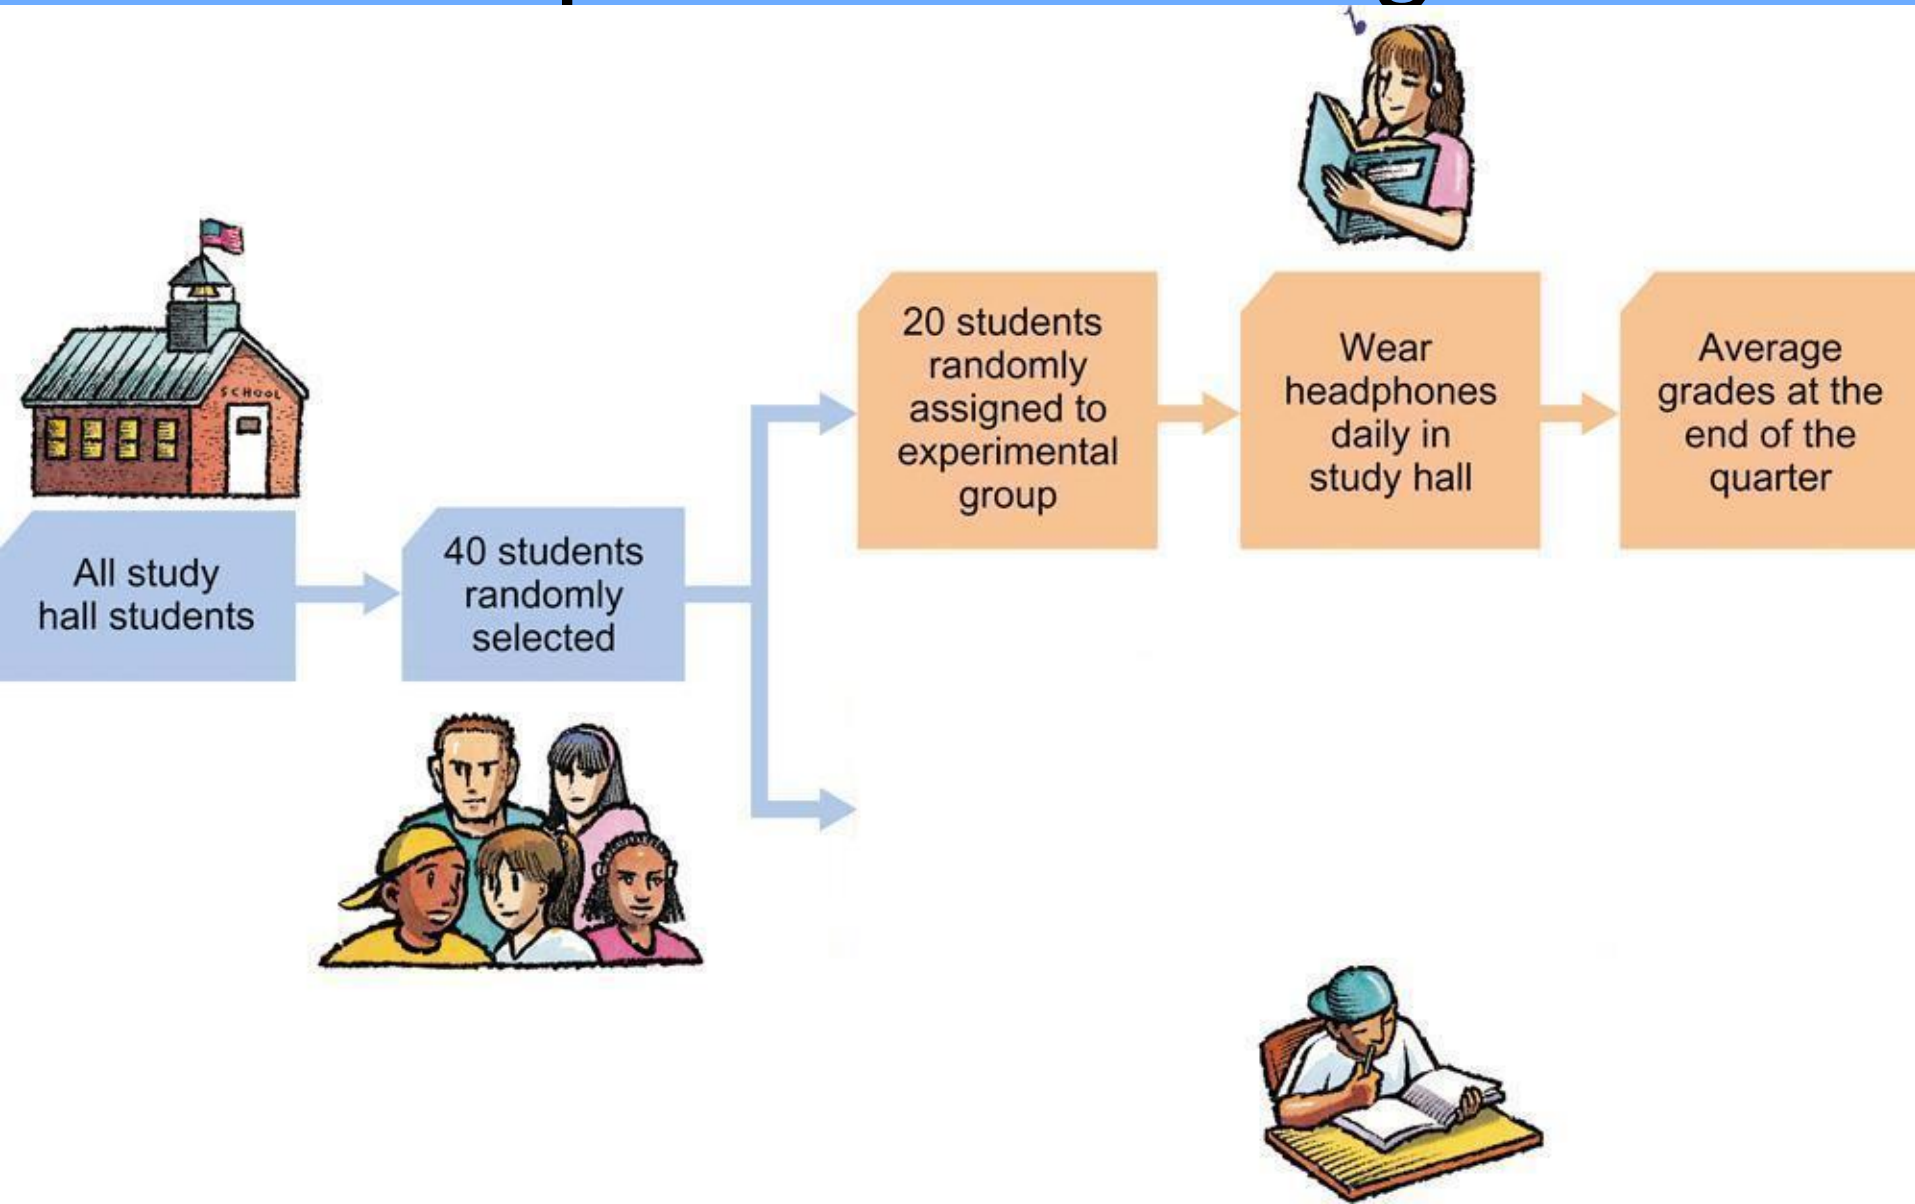 SCHOOL
All study
hall students
40 students
randomly
selected
20 students
randomly
assigned to
experimental
group
Wear
headphones
daily in
study hall
Average
grades at the
end of the
quarter